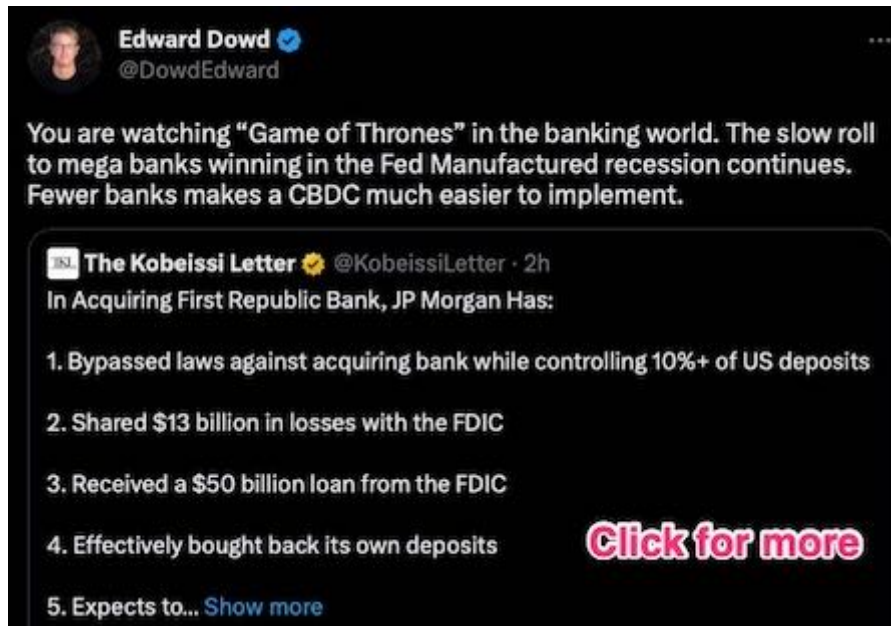 Edward Dowd
@DowdEdward
You are watching “Game of Thrones” in the banking world. The slow roll
to mega banks winning in the Fed Manufactured recession continues.
Fewer banks makes a CBDC much easier to implement.
TKL The Kobeissi Letter @KobeissiLetter · 2h
In Acquiring First Republic Bank, JP Morgan Has:
1. Bypassed laws against acquiring bank while controlling 10%+ of US deposits
2. Shared $13 billion in losses with the FDIC
3. Received a $50 billion loan from the FDIC
4. Effectively bought back its own deposits
Click for more
5. Expects to... Show more